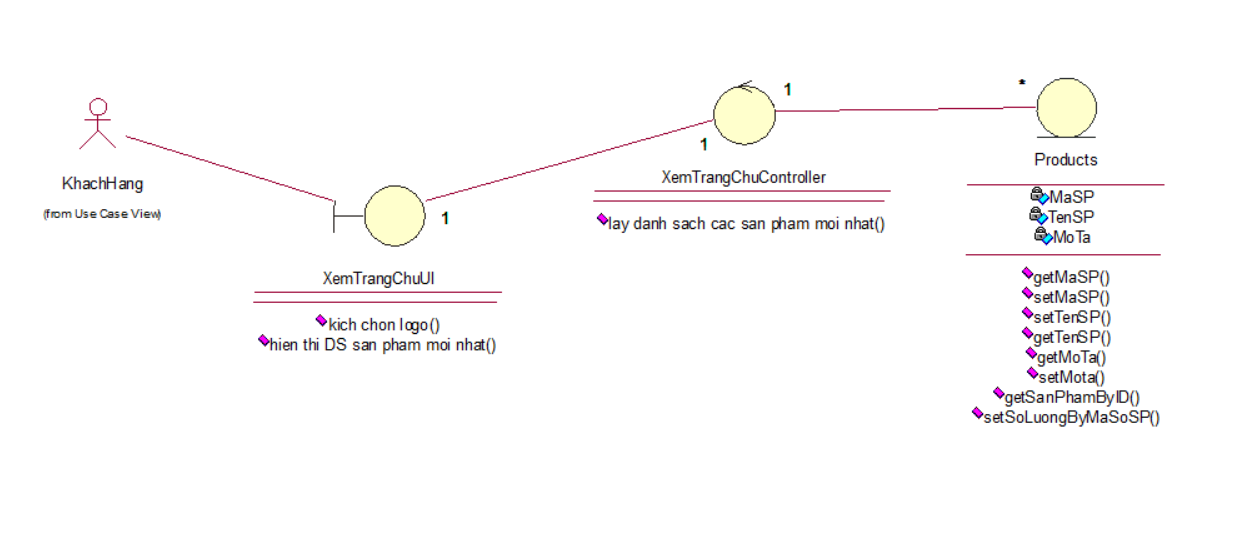 KhachHang
(from Use Case View)
1
XemTrangChuUI
kich chon logo()
hien thi DS san pham moi nhat()
1
1
XemTrangChuController
lay danh sach cac san pham moi nhat()
*
Products
MaSP
TenSP
MoTa
getMaSP()
setMaSP()
setTenSP()
getTenSP()
getMoTa()
setMota()
getSanPhamByID()
setSoLuongByMaSoSP()